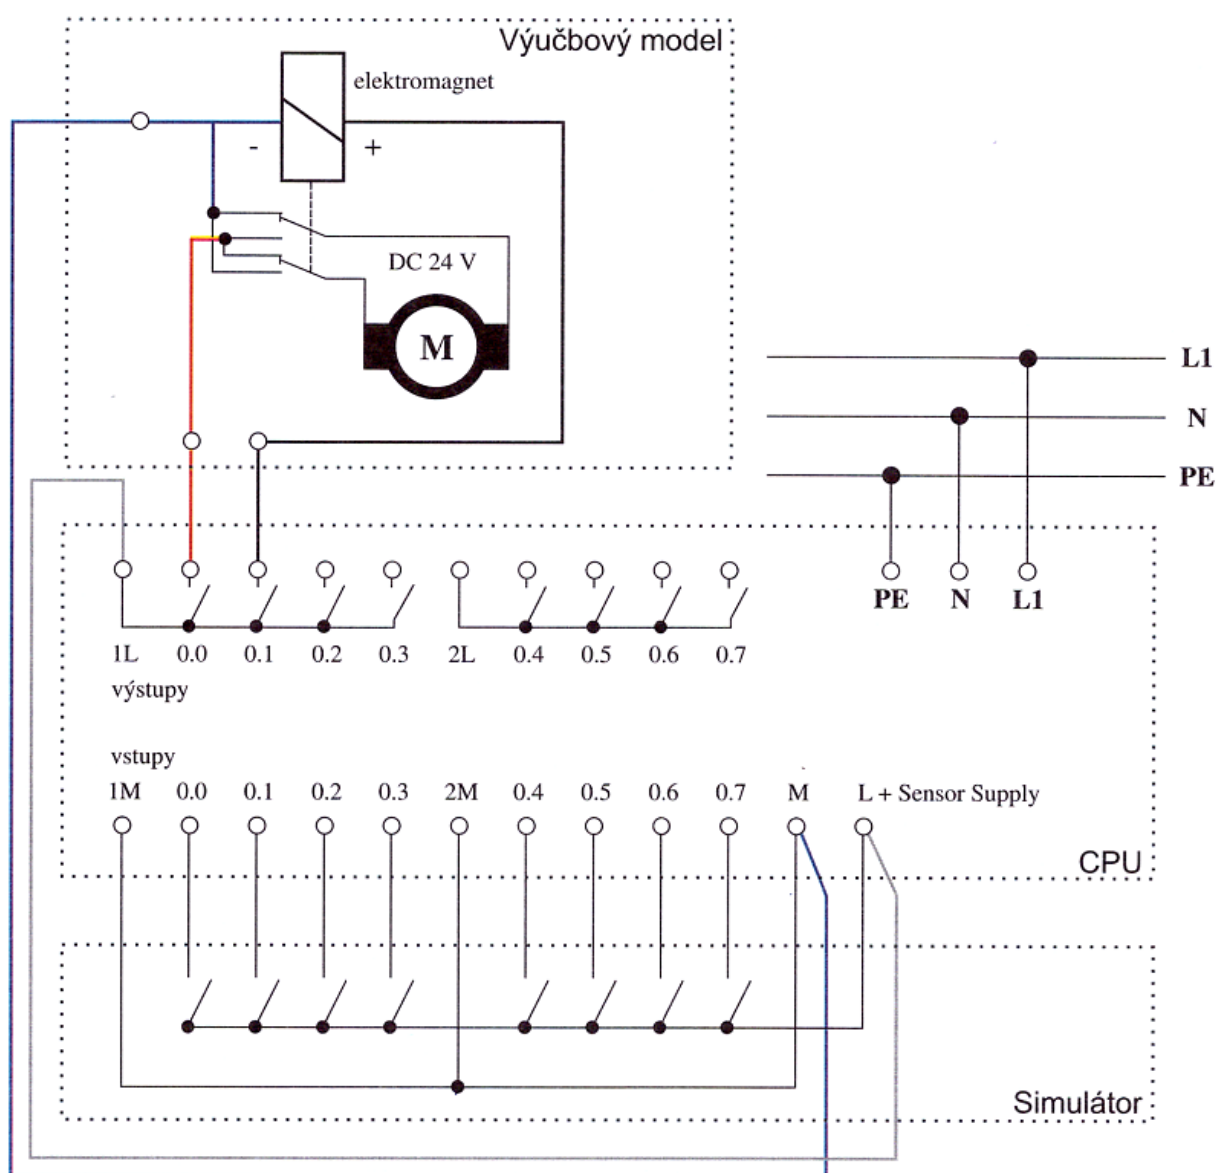 Výučbový model
elektromagnet
- +
DC 24 V
M
L1
N
PE
PE N L1
1L 0.0 0.1 0.2 0.3 2L 0.4 0.5 0.6 0.7
výstupy
vstupy
1M 0.0 0.1 0.2 0.3 2M 0.4 0.5 0.6 0.7 M L + Sensor Supply
CPU
Simulátor